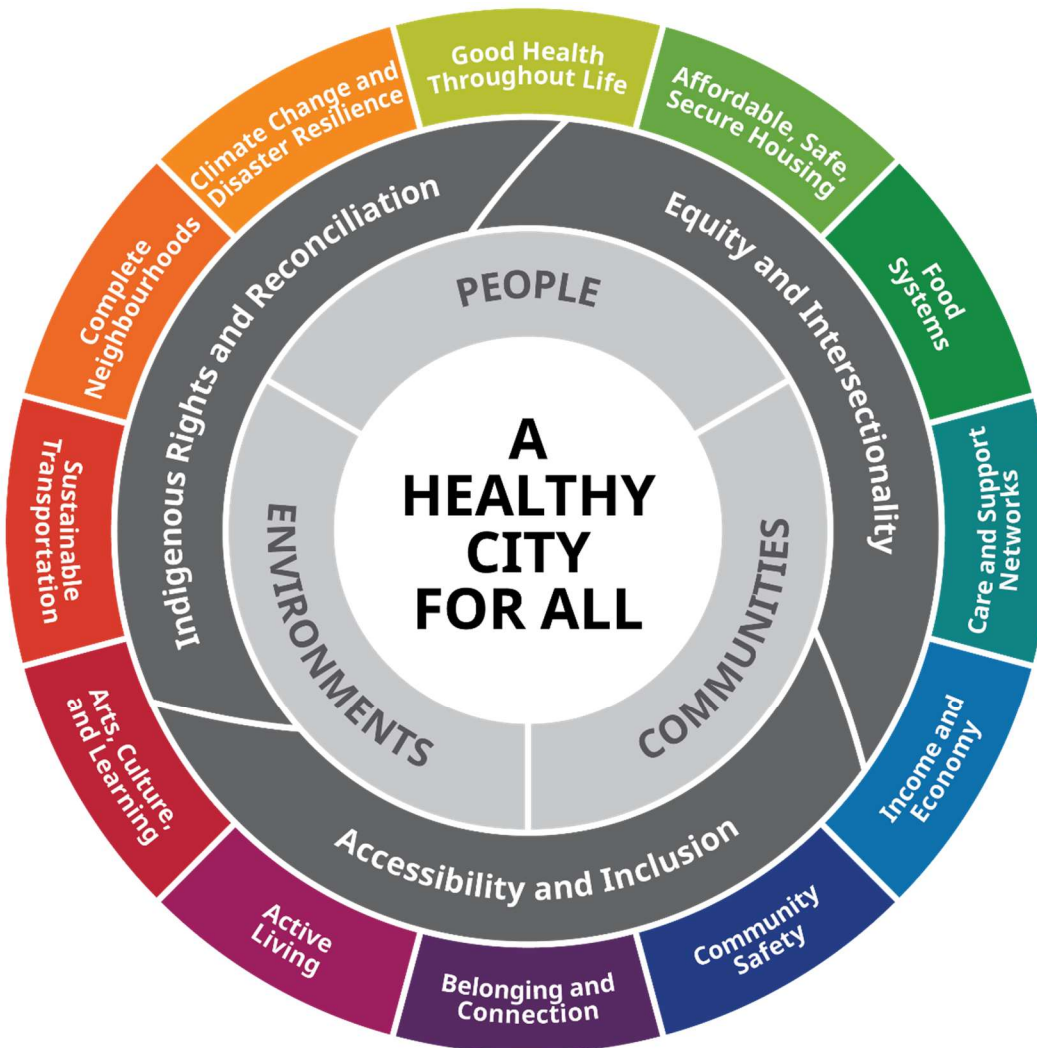 A
HEALTHY
CITY
FOR ALL
PEOPLE
COMMUNITIES
ENVIRONMENTS
Equity and Intersectionality
Accessibility and Inclusion
Indigenous Rights and Reconciliation
Good Health
Throughout Life
Affordable, Safe,
Secure Housing
Food
Systems
Care and Support
Networks
Income and
Economy
Community
Safety
Belonging and
Connection
Active
Living
Arts, Culture,
and Learning
Sustainable
Transportation
Complete
Neighbourhoods
Climate Change and
Disaster Resilience